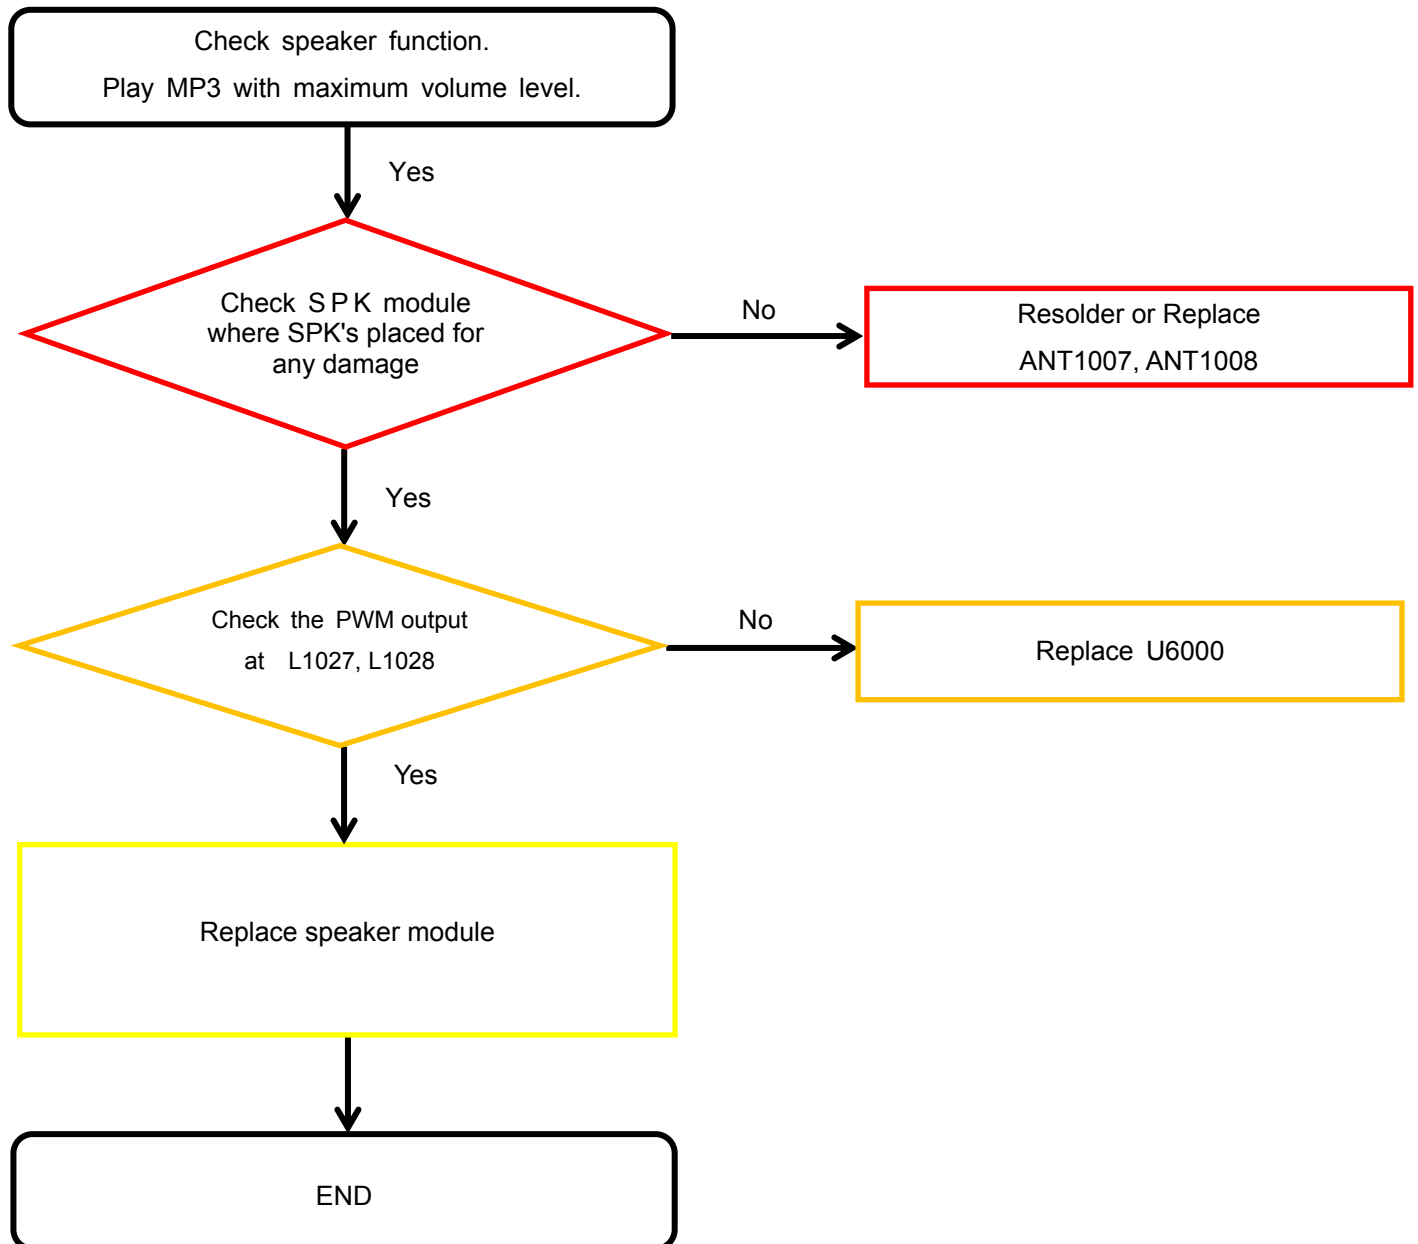 Check speaker function.
Play MP3 with maximum volume level.
Yes
Check SPK module
where SPK's placed for
any damage
No
Resolder or Replace
ANT1007, ANT1008
Yes
Check the PWM output
at L1027, L1028
No
Replace U6000
Yes
Replace speaker module
END